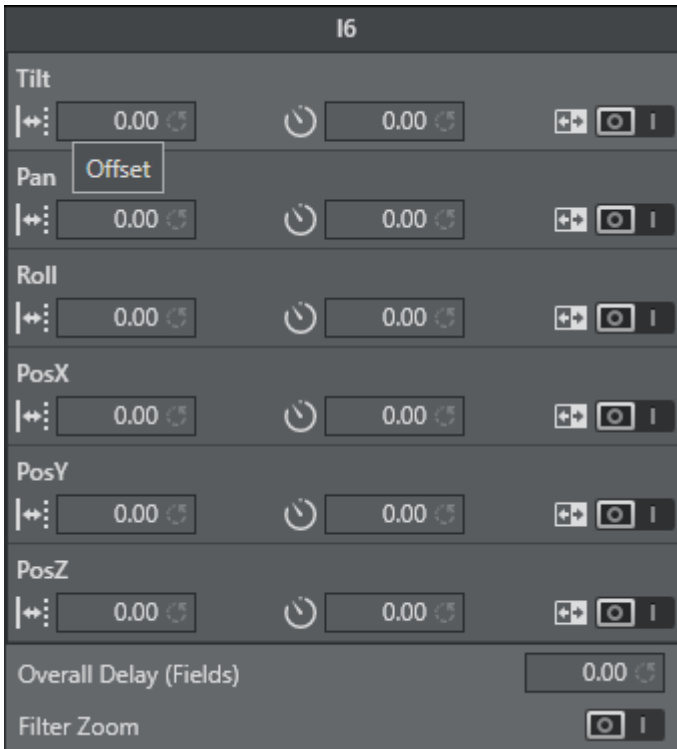 I6
Tilt
0.00 0.00 O I
Offset
Pan
0.00 0.00 O I
Roll
0.00 0.00 O I
PosX
0.00 0.00 O I
PosY
0.00 0.00 O I
PosZ
0.00 0.00 O I
Overall Delay (Fields) 0.00
Filter Zoom O I